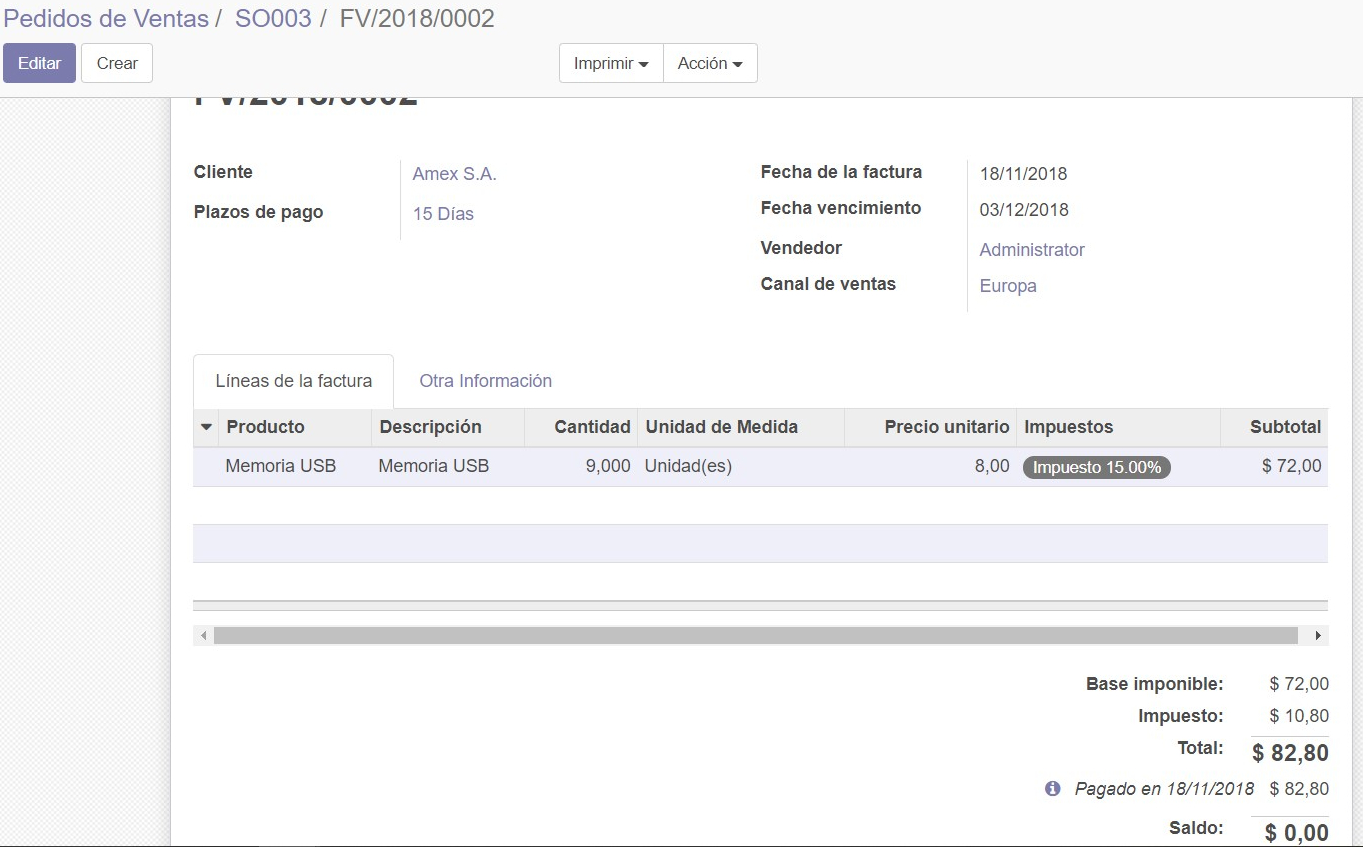 Pedidos de Ventas / SO003 / FV/2018/0002
Editar Crear Imprimir Acción
FV/2018/0002
Cliente Amex S.A. Fecha de la factura 18/11/2018
Plazos de pago 15 Días Fecha vencimiento 03/12/2018
Vendedor Administrator
Canal de ventas Europa
Líneas de la factura Otra Información
Producto Descripción Cantidad Unidad de Medida Precio unitario Impuestos Subtotal
Memoria USB Memoria USB 9,000 Unidad(es) 8,00 Impuesto 15.00% $ 72,00
Base imponible: $ 72,00
Impuesto: $ 10,80
Total: $ 82,80
Pagado en 18/11/2018 $ 82,80
Saldo: $ 0,00